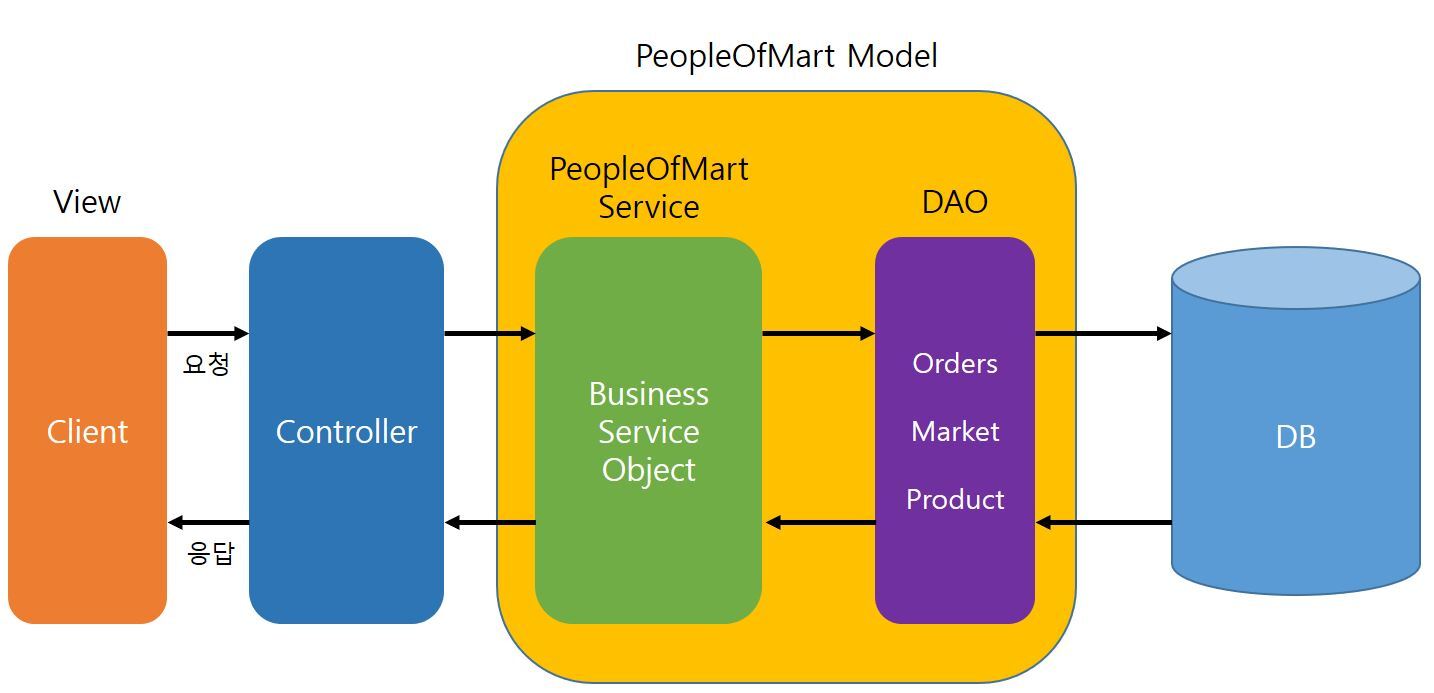 PeopleOfMart Model
View
Client
요청
응답
Controller
PeopleOfMart
Service
Business
Service
Object
DAO
Orders
Market
Product
DB